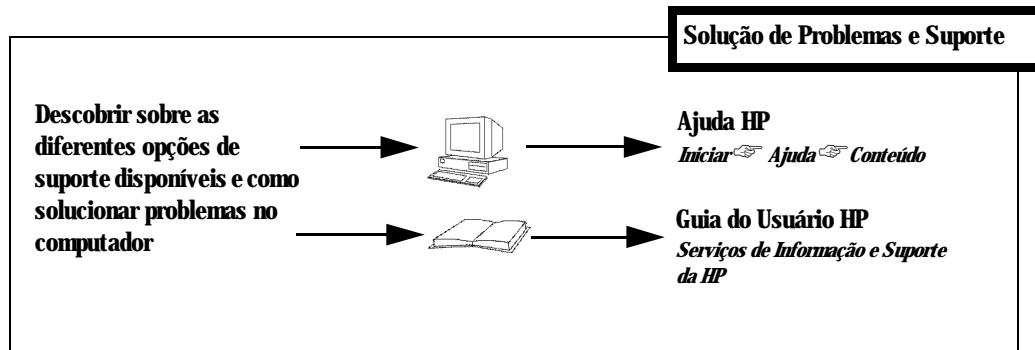 Solução de Problemas e Suporte
Descobrir sobre as
diferentes opções de
suporte disponíveis e como
solucionar problemas no
computador
Ajuda HP
Iniciar☞ Ajuda☞ Conteúdo
Guia do Usuário HP
Serviços de Informação e Suporte
da HP